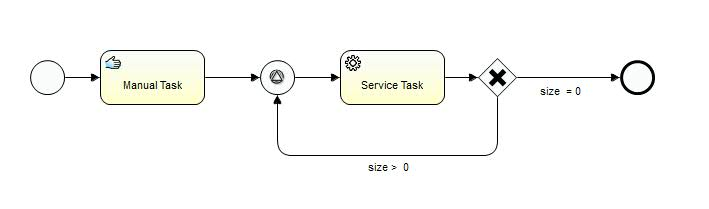 Manual Task
Service Task
size = 0
size > 0